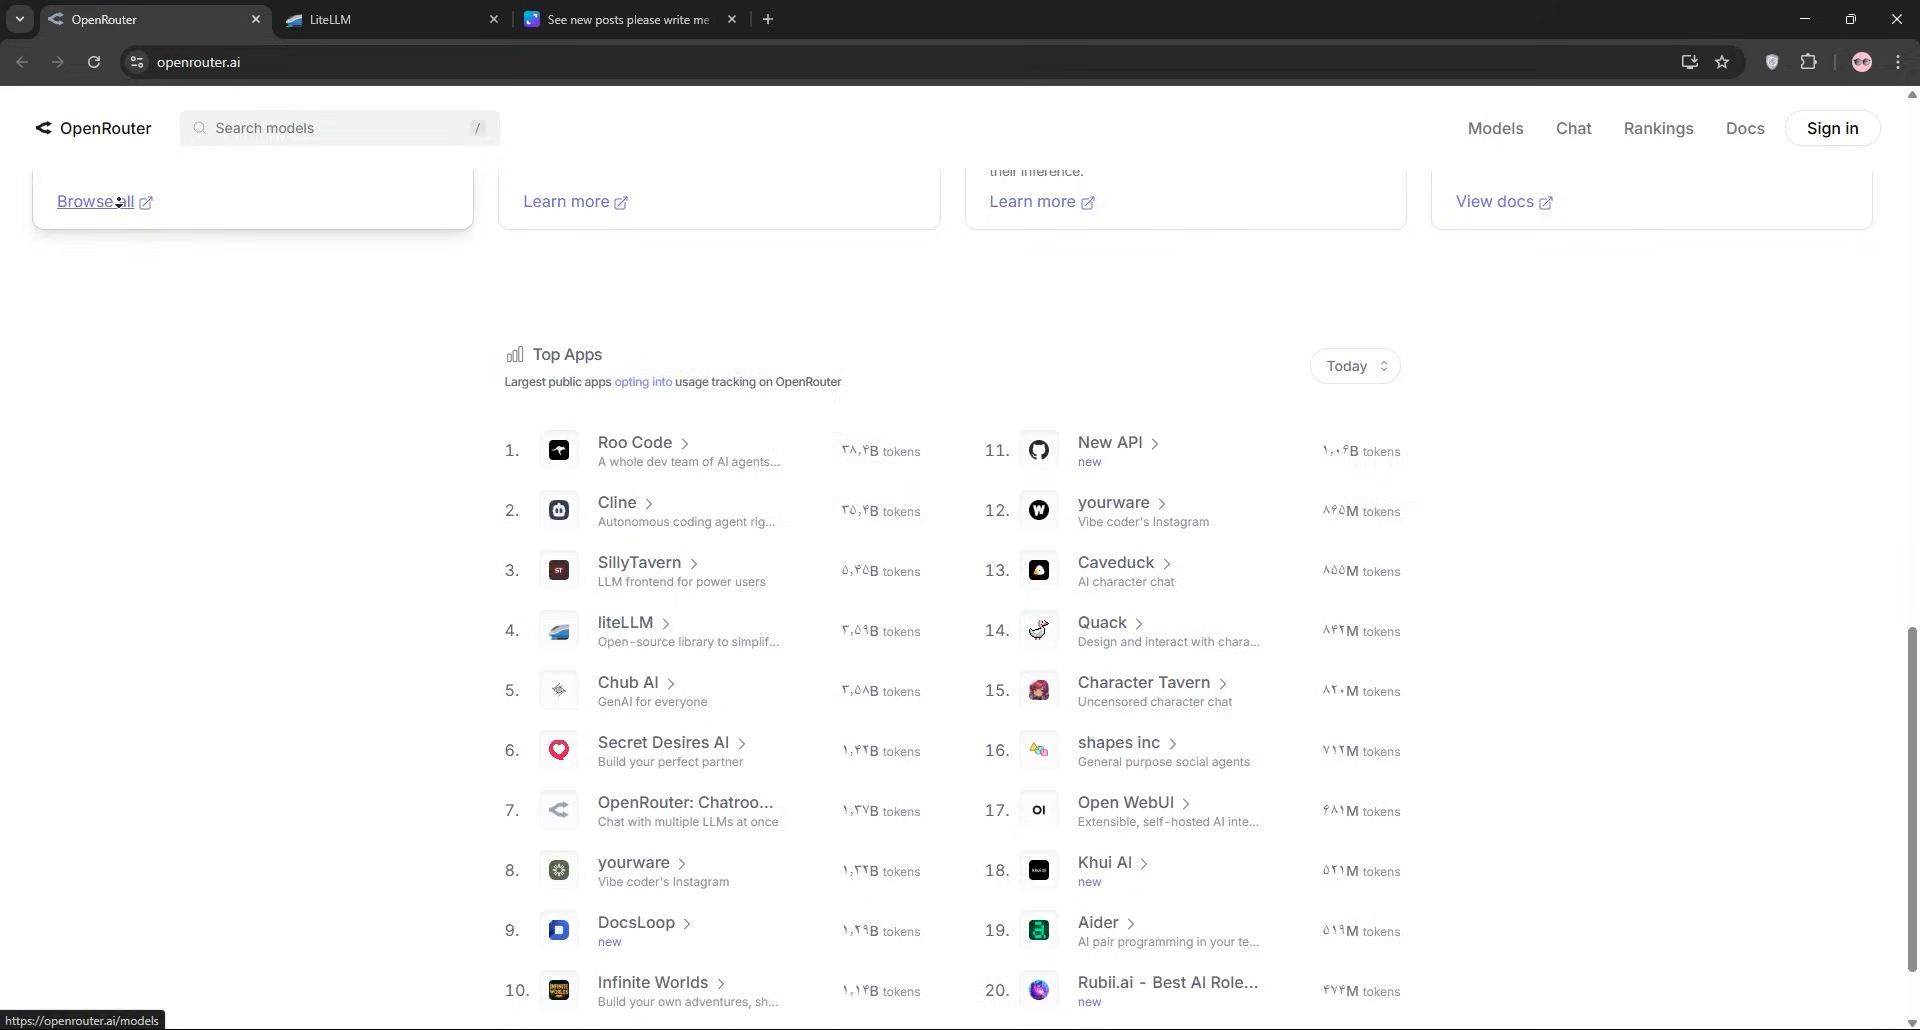 OpenRouter
LiteLLM
See new posts please write me
openrouter.ai
OpenRouter
Search models
/
Models
Chat
Rankings
Docs
Sign in
their inference.
Browse all
Learn more
Learn more
View docs
Top Apps
Largest public apps opting into usage tracking on OpenRouter
Today
1.
Roo Code
A whole dev team of AI agents...
۳۸٫۴B tokens
2.
Cline
Autonomous coding agent rig...
۳۵٫۴B tokens
3.
ST
SillyTavern
LLM frontend for power users
۵٫۴۵B tokens
4.
liteLLM
Open-source library to simplif...
۳٫۵۹B tokens
5.
Chub AI
GenAI for everyone
۳٫۵۸B tokens
6.
Secret Desires AI
Build your perfect partner
۱٫۴۲B tokens
7.
OpenRouter: Chatroo...
Chat with multiple LLMs at once
۱٫۳۷B tokens
8.
yourware
Vibe coder's Instagram
۱٫۳۲B tokens
9.
DocsLoop
new
۱٫۲۹B tokens
10.
INFINITE WORLDS
Infinite Worlds
Build your own adventures, sh...
۱٫۱۴B tokens
11.
New API
new
۱٫۰۶B tokens
12.
W
yourware
Vibe coder's Instagram
۸۶۵M tokens
13.
Caveduck
AI character chat
۸۵۵M tokens
14.
Quack
Design and interact with chara...
۸۴۲M tokens
15.
Character Tavern
Uncensored character chat
۸۲۰M tokens
16.
shapes inc
General purpose social agents
۷۱۲M tokens
17.
OI
Open WebUI
Extensible, self-hosted AI inte...
۶۸۱M tokens
18.
khui ai
Khui AI
new
۵۲۱M tokens
19.
a
Aider
AI pair programming in your te...
۵۱۹M tokens
20.
Rubii.ai - Best AI Role...
new
۴۷۴M tokens
https://openrouter.ai/models